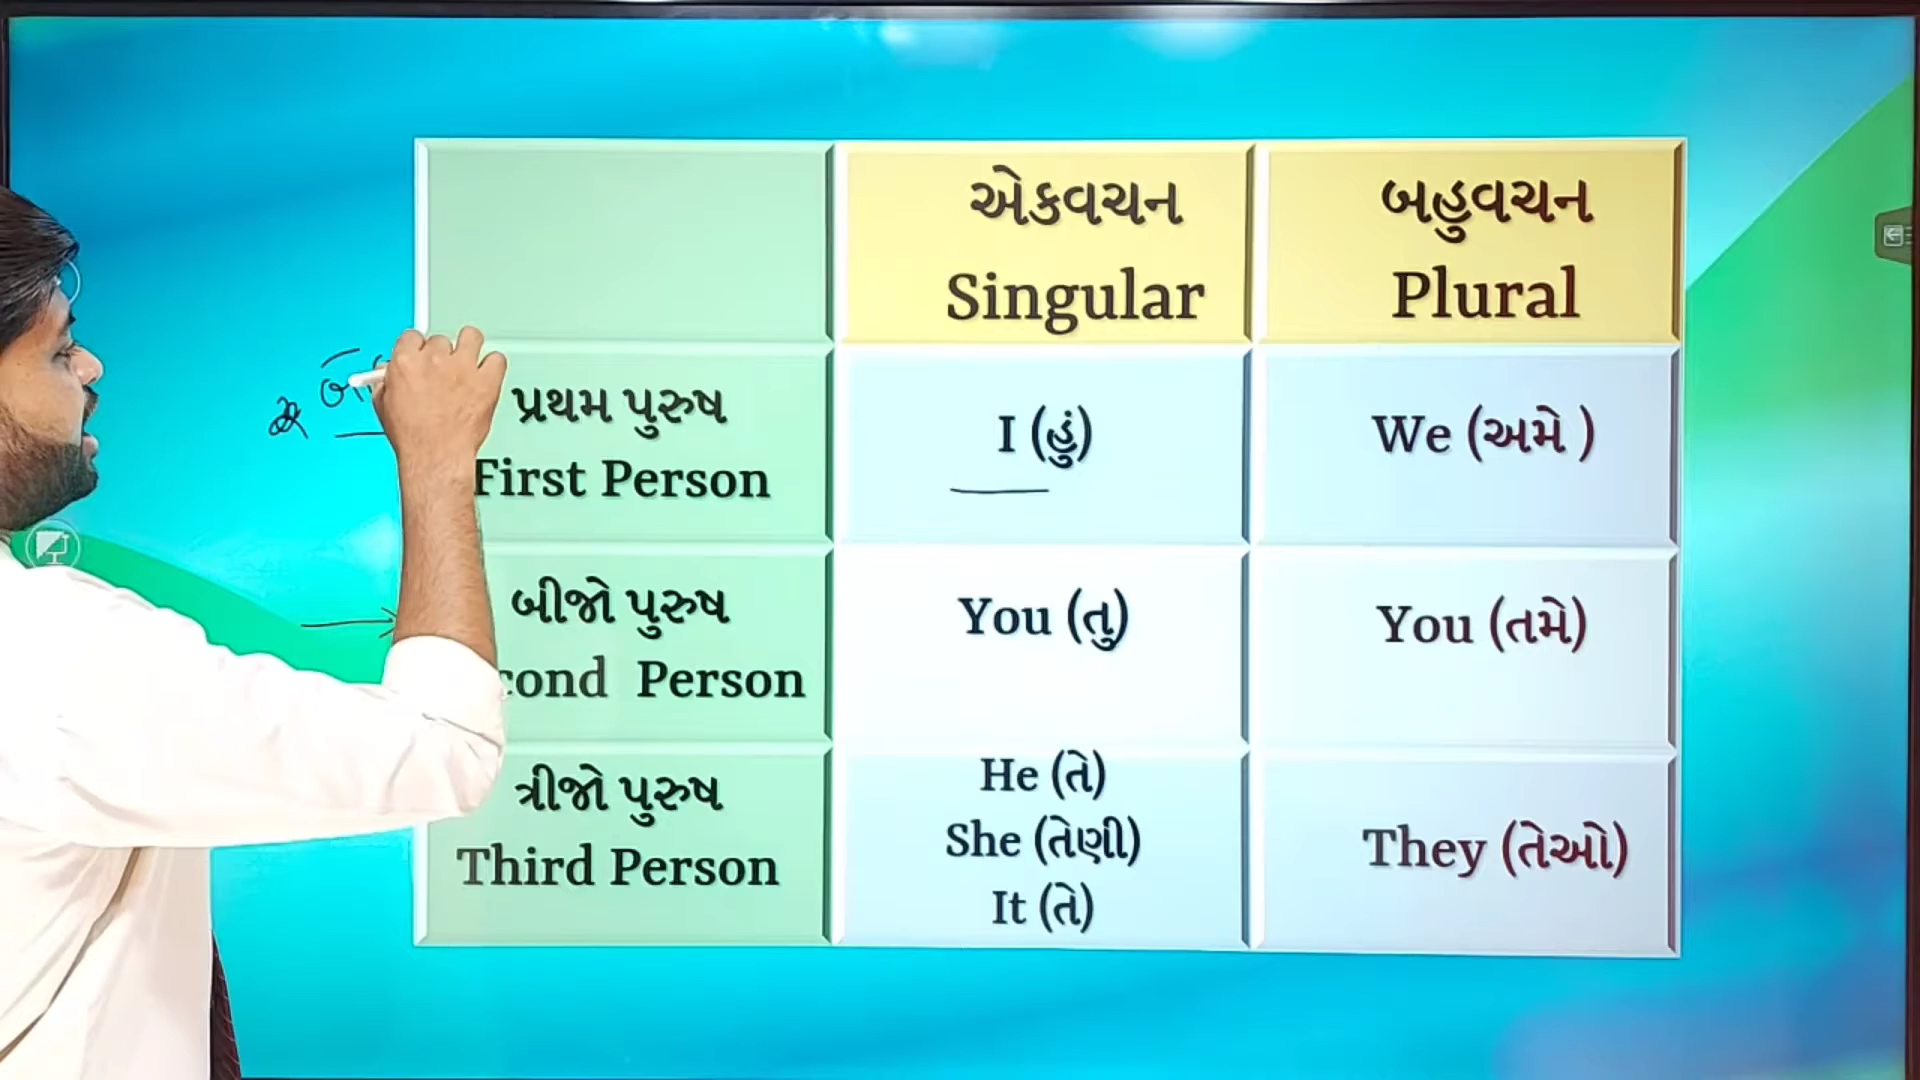 એકવચન
Singular
બહુવચન
Plural
પ્રથમ પુરુષ
First Person
I (હું)
We (અમે )
બીજો પુરુષ
Person
You (તુ)
You (તમે)
ત્રીજો પુરુષ
Third Person
He (તે)
She (તેણી)
It (તે)
They (તેઓ)